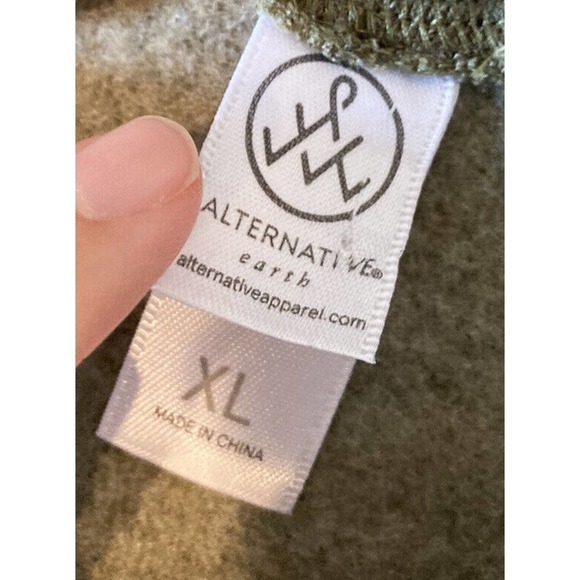 ALTERNATIVE®
earth
alternativeapparel.com
XL
MADE IN CHINA